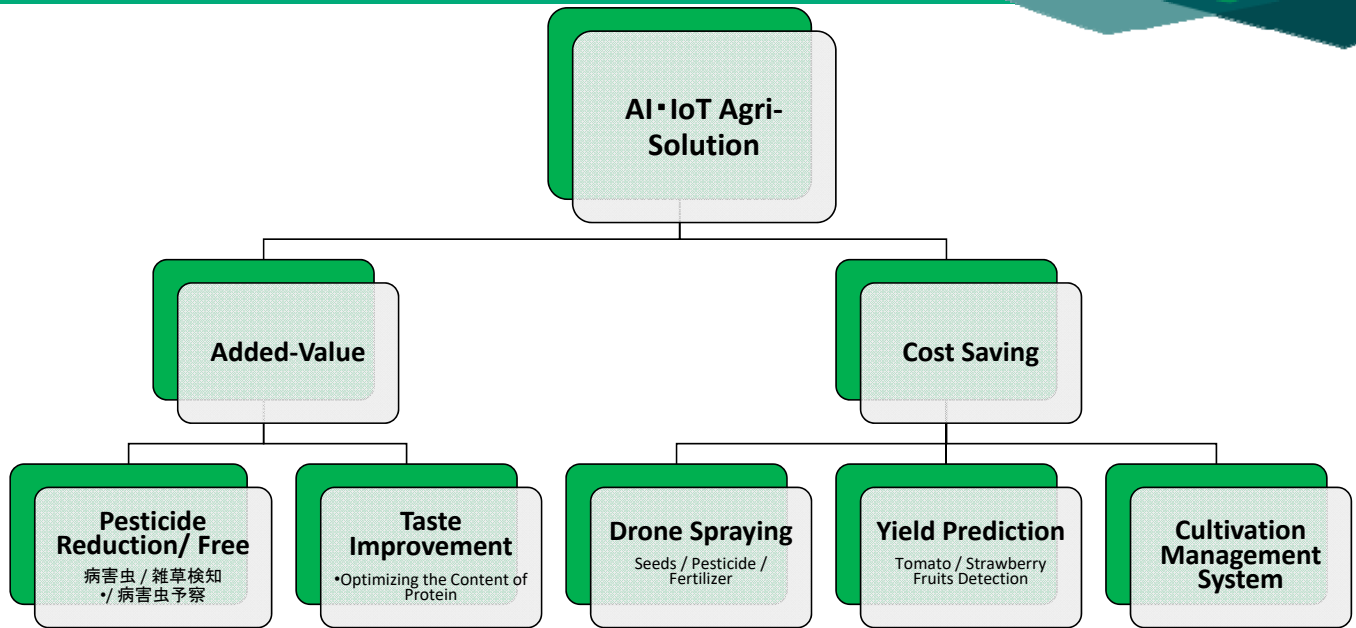 AI・IoT Agri-
Solution
Added-Value
Cost Saving
Pesticide
Reduction/ Free
病害虫 / 雑草検知
•/ 病害虫予察
Taste
Improvement
•Optimizing the Content of
Protein
Drone Spraying
Seeds / Pesticide /
Fertilizer
Yield Prediction
Tomato / Strawberry
Fruits Detection
Cultivation
Management
System